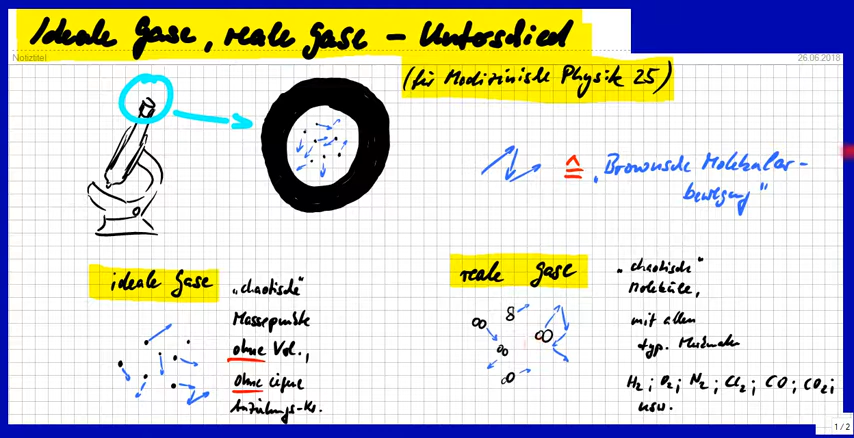 Ideale Gase, reale Gase - Unterschied
Notiztitel
26.06.2018
(für Medizinische Physik 25)
≙ "Brownsche Molekular-
bewegung"
ideale Gase
"chaotische"
Massepunkte
ohne Vol.,
ohne eigene
Anziehungs-Kr.
reale Gase
"chaotische"
Moleküle,
mit allen
typ. Merkmalen
H2; O2; N2; Cl2; CO; CO2;
usw.
1/2